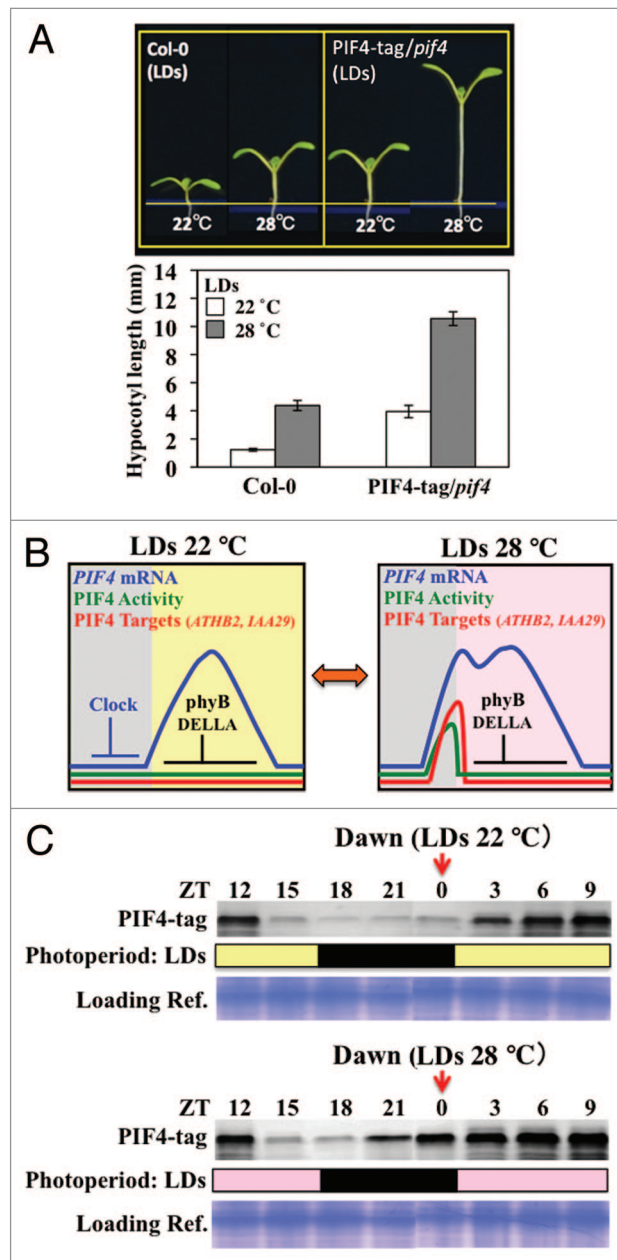 A
Col-0
(LDs)
PIF4-tag/pif4
(LDs)
22°C 28°C 22°C 28°C
Hypocotyl length (mm)
14
12
10
8
6
4
2
0
LDs
22 °C
28 °C
Col-0 PIF4-tag/pif4
B
LDs 22 °C
PIF4 mRNA
PIF4 Activity
PIF4 Targets (ATHB2, IAA29)
Clock
phyB
DELLA
LDs 28 °C
PIF4 mRNA
PIF4 Activity
PIF4 Targets (ATHB2, IAA29)
phyB
DELLA
C
Dawn (LDs 22 °C)
ZT 12 15 18 21 0 3 6 9
PIF4-tag
Photoperiod: LDs
Loading Ref.
Dawn (LDs 28 °C)
ZT 12 15 18 21 0 3 6 9
PIF4-tag
Photoperiod: LDs
Loading Ref.